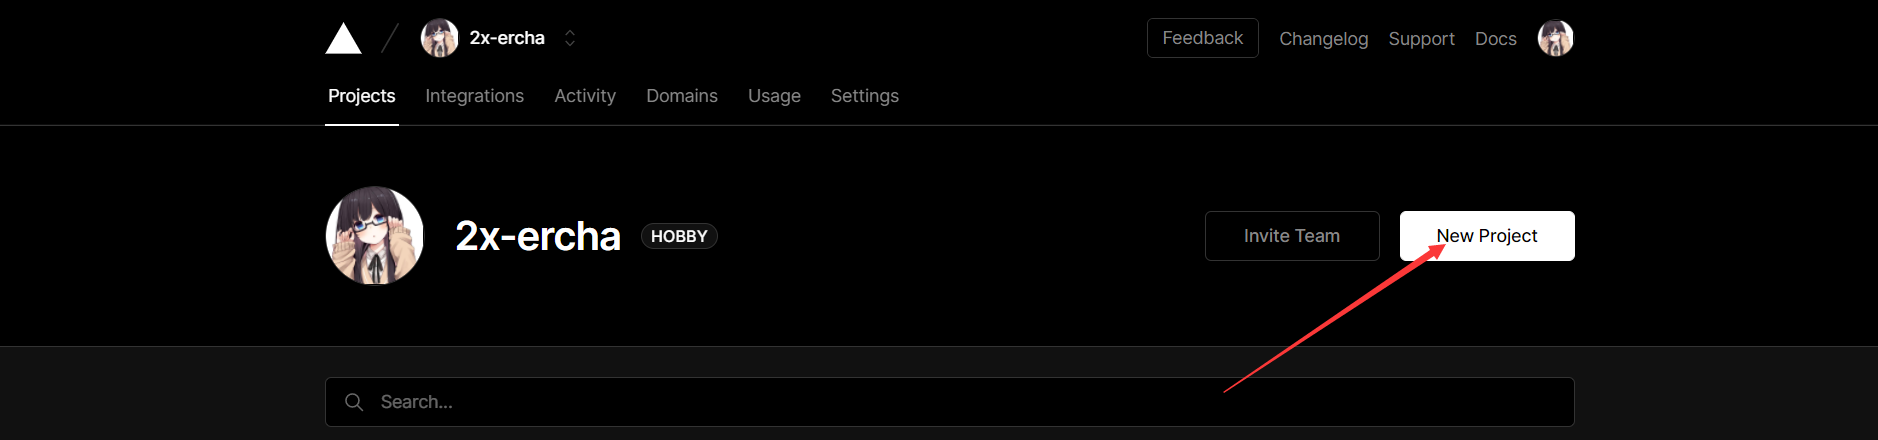 2x-ercha
Feedback Changelog Support Docs
Projects Integrations Activity Domains Usage Settings
2x-ercha HOBBY
Invite Team New Project
Search...